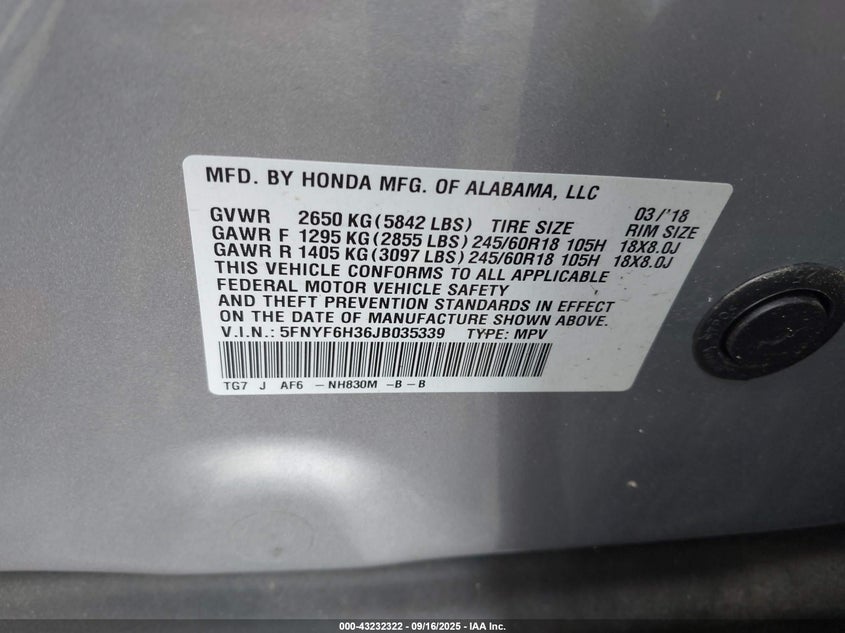 MFD. BY HONDA MFG. OF ALABAMA, LLC
03/'18
GVWR 2650 KG(5842 LBS) TIRE SIZE RIM SIZE
GAWR F 1295 KG(2855 LBS)245/60R18 105H 18X8.0J
GAWR R 1405 KG(3097 LBS)245/60R18 105H 18X8.0J
THIS VEHICLE CONFORMS TO ALL APPLICABLE
FEDERAL MOTOR VEHICLE SAFETY
AND THEFT PREVENTION STANDARDS IN EFFECT
ON THE DATE OF MANUFACTURE SHOWN ABOVE.
V.I.N.: 5FNYF6H36JB035339 TYPE: MPV
TG7 J AF6 - NH830M -B-B
000-43232322 - 09/16/2025 - IAA Inc.